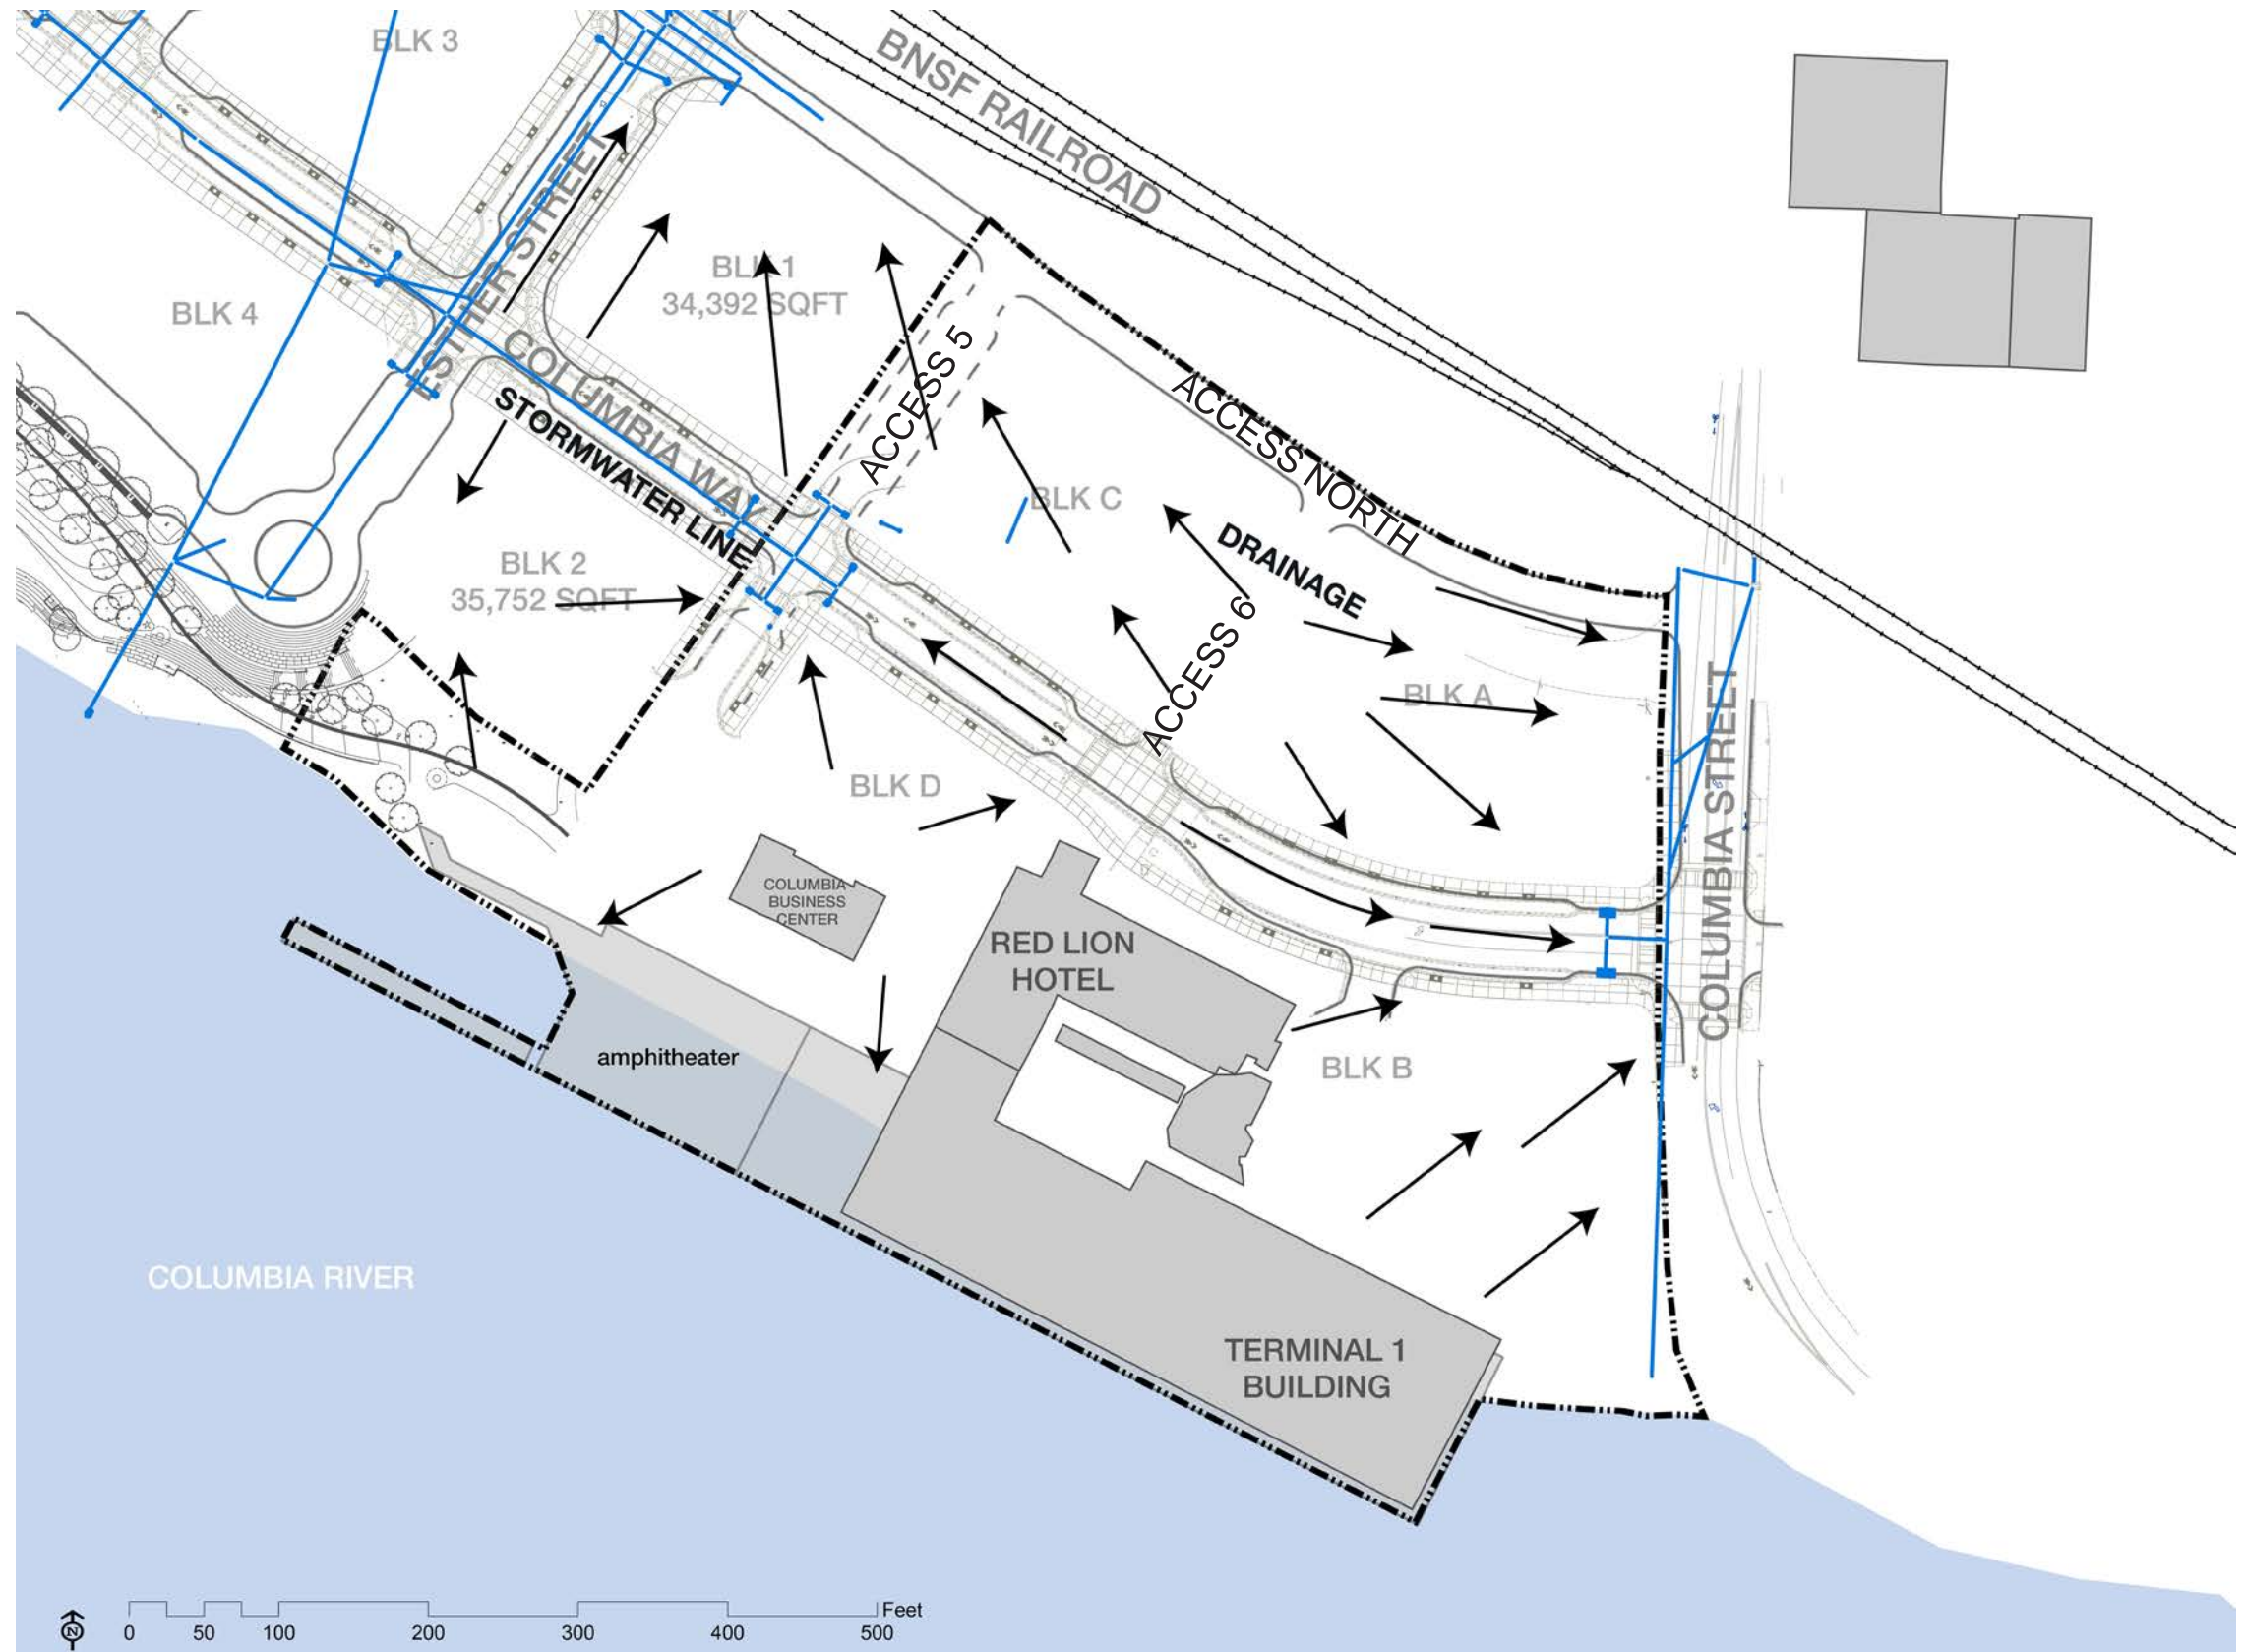 BLK 3
BNSF RAILROAD
ESTHER STREET
BLK 1
34,392 SQFT
BLK 4
COLUMBIA WAY
STORMWATER LINE
ACCESS 5
ACCESS NORTH
BLK C
DRAINAGE
BLK 2
35,752 SQFT
ACCESS 6
BLK A
COLUMBIA STREET
BLK D
COLUMBIA
BUSINESS
CENTER
RED LION
HOTEL
amphitheater
BLK B
COLUMBIA RIVER
TERMINAL 1
BUILDING
N
Feet
0 50 100 200 300 400 500